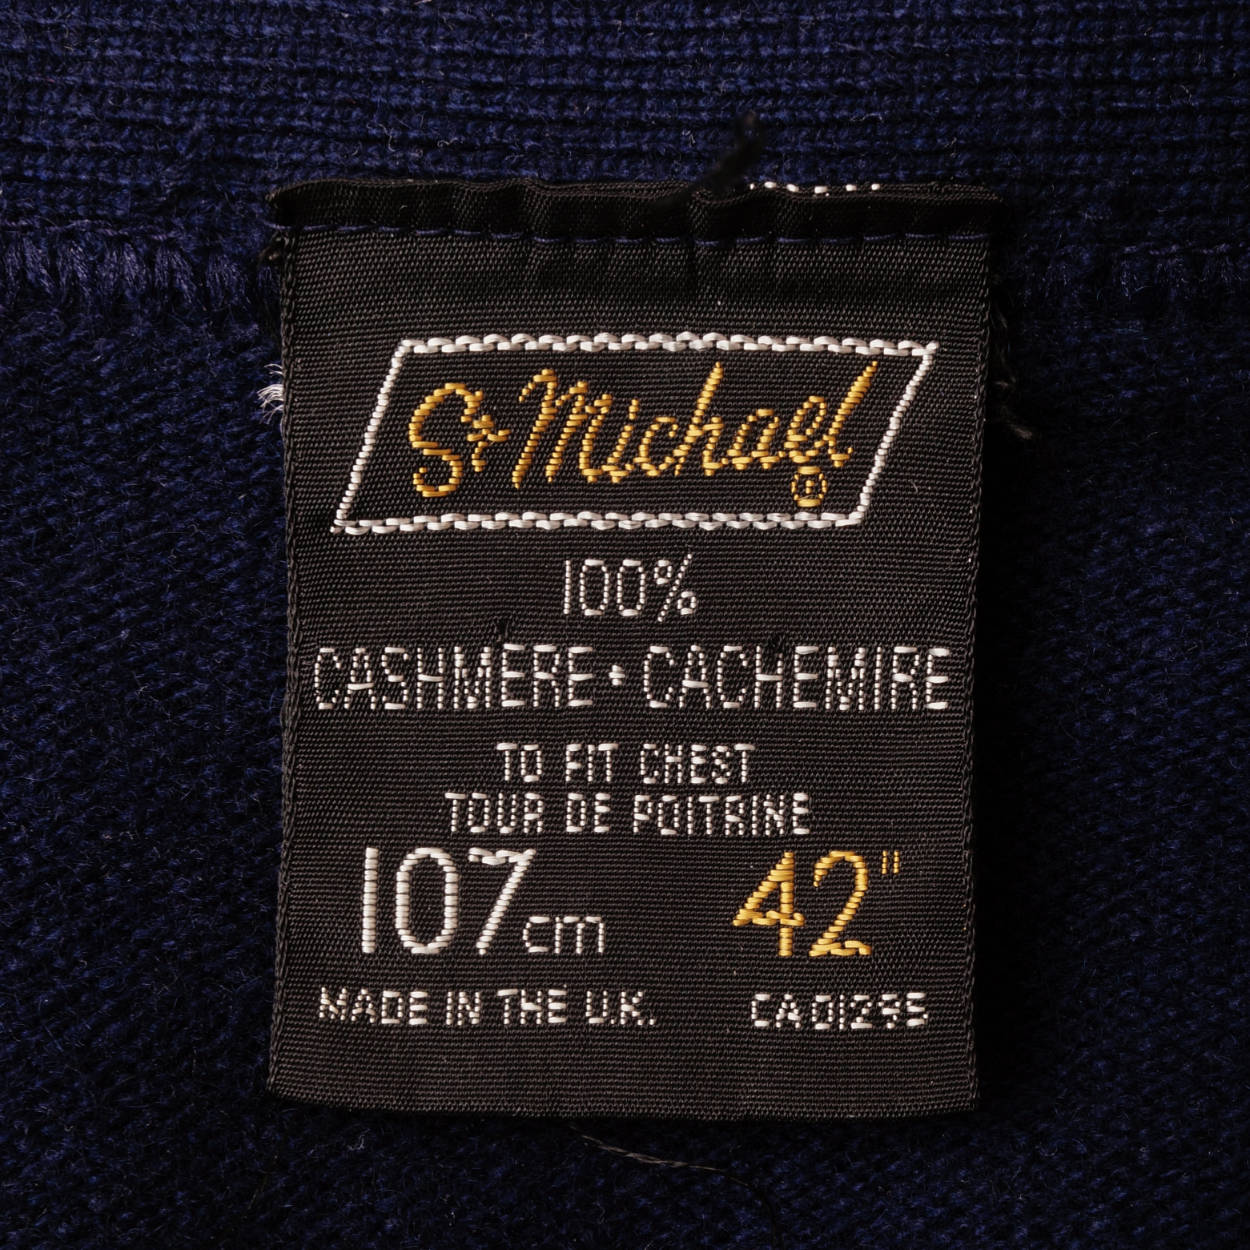 St Michael®
100%
CASHMERE • CACHEMIRE
TO FIT CHEST
TOUR DE POITRINE
107cm 42"
MADE IN THE U.K. CA01295